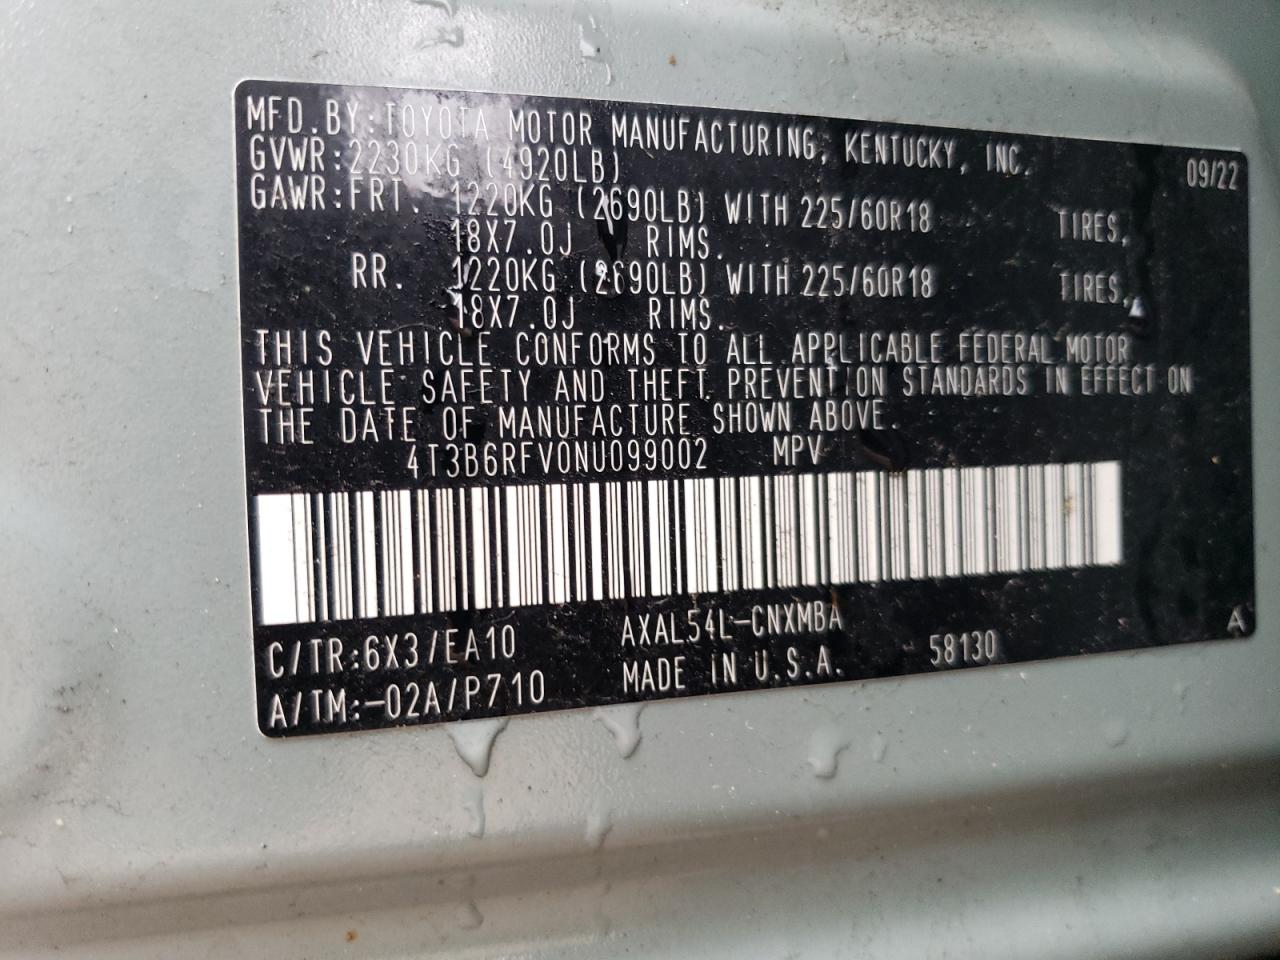 MFD.BY:TOYOTA MOTOR MANUFACTURING, KENTUCKY, INC. 09/22
GVWR:2230KG (4920LB)
GAWR:FRT. 1220KG (2690LB) WITH 225/60R18 TIRES,
18X7.0J RIMS.
RR. 1220KG (2690LB) WITH 225/60R18 TIRES,
18X7.0J RIMS.
THIS VEHICLE CONFORMS TO ALL APPLICABLE FEDERAL MOTOR
VEHICLE SAFETY AND THEFT PREVENTION STANDARDS IN EFFECT ON
THE DATE OF MANUFACTURE SHOWN ABOVE.
4T3B6RFV0NU099002 MPV
C/TR:6X3/EA10 AXAL54L-CNXMBA A
A/TM:-02A/P710 MADE IN U.S.A. 58130